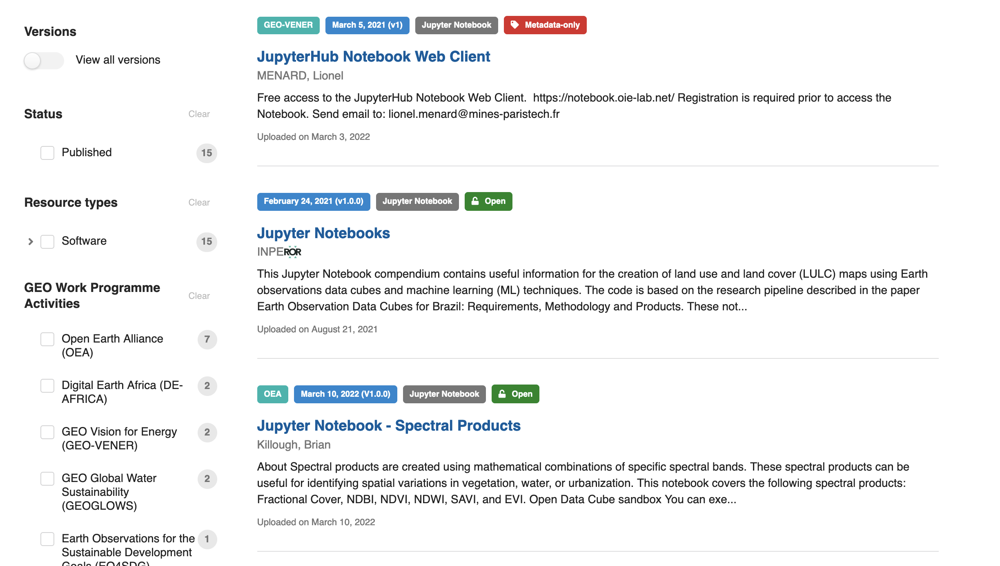 Versions
View all versions
Status
Clear
Published
15
Resource types
Clear
Software
15
GEO Work Programme
Activities
Clear
Open Earth Alliance
(OEA)
7
Digital Earth Africa (DE-
AFRICA)
2
GEO Vision for Energy
(GEO-VENER)
2
GEO Global Water
Sustainability
(GEOGLOWS)
2
Earth Observations for the
Sustainable Development
Goals (EO4SDG)
1
GEO-VENER
March 5, 2021 (v1)
Jupyter Notebook
Metadata-only
JupyterHub Notebook Web Client
MENARD, Lionel
Free access to the JupyterHub Notebook Web Client.  https://notebook.oie-lab.net/ Registration is required prior to access the
Notebook. Send email to: lionel.menard@mines-paristech.fr
Uploaded on March 3, 2022
February 24, 2021 (v1.0.0)
Jupyter Notebook
Open
Jupyter Notebooks
INPE ROR
This Jupyter Notebook compendium contains useful information for the creation of land use and land cover (LULC) maps using Earth
observations data cubes and machine learning (ML) techniques. The code is based on the research pipeline described in the paper
Earth Observation Data Cubes for Brazil: Requirements, Methodology and Products. These not...
Uploaded on August 21, 2021
OEA
March 10, 2022 (V1.0.0)
Jupyter Notebook
Open
Jupyter Notebook - Spectral Products
Killough, Brian
About Spectral products are created using mathematical combinations of specific spectral bands. These spectral products can be
useful for identifying spatial variations in vegetation, water, or urbanization. This notebook covers the following spectral products:
Fractional Cover, NDBI, NDVI, NDWI, SAVI, and EVI. Open Data Cube sandbox You can exe...
Uploaded on March 10, 2022